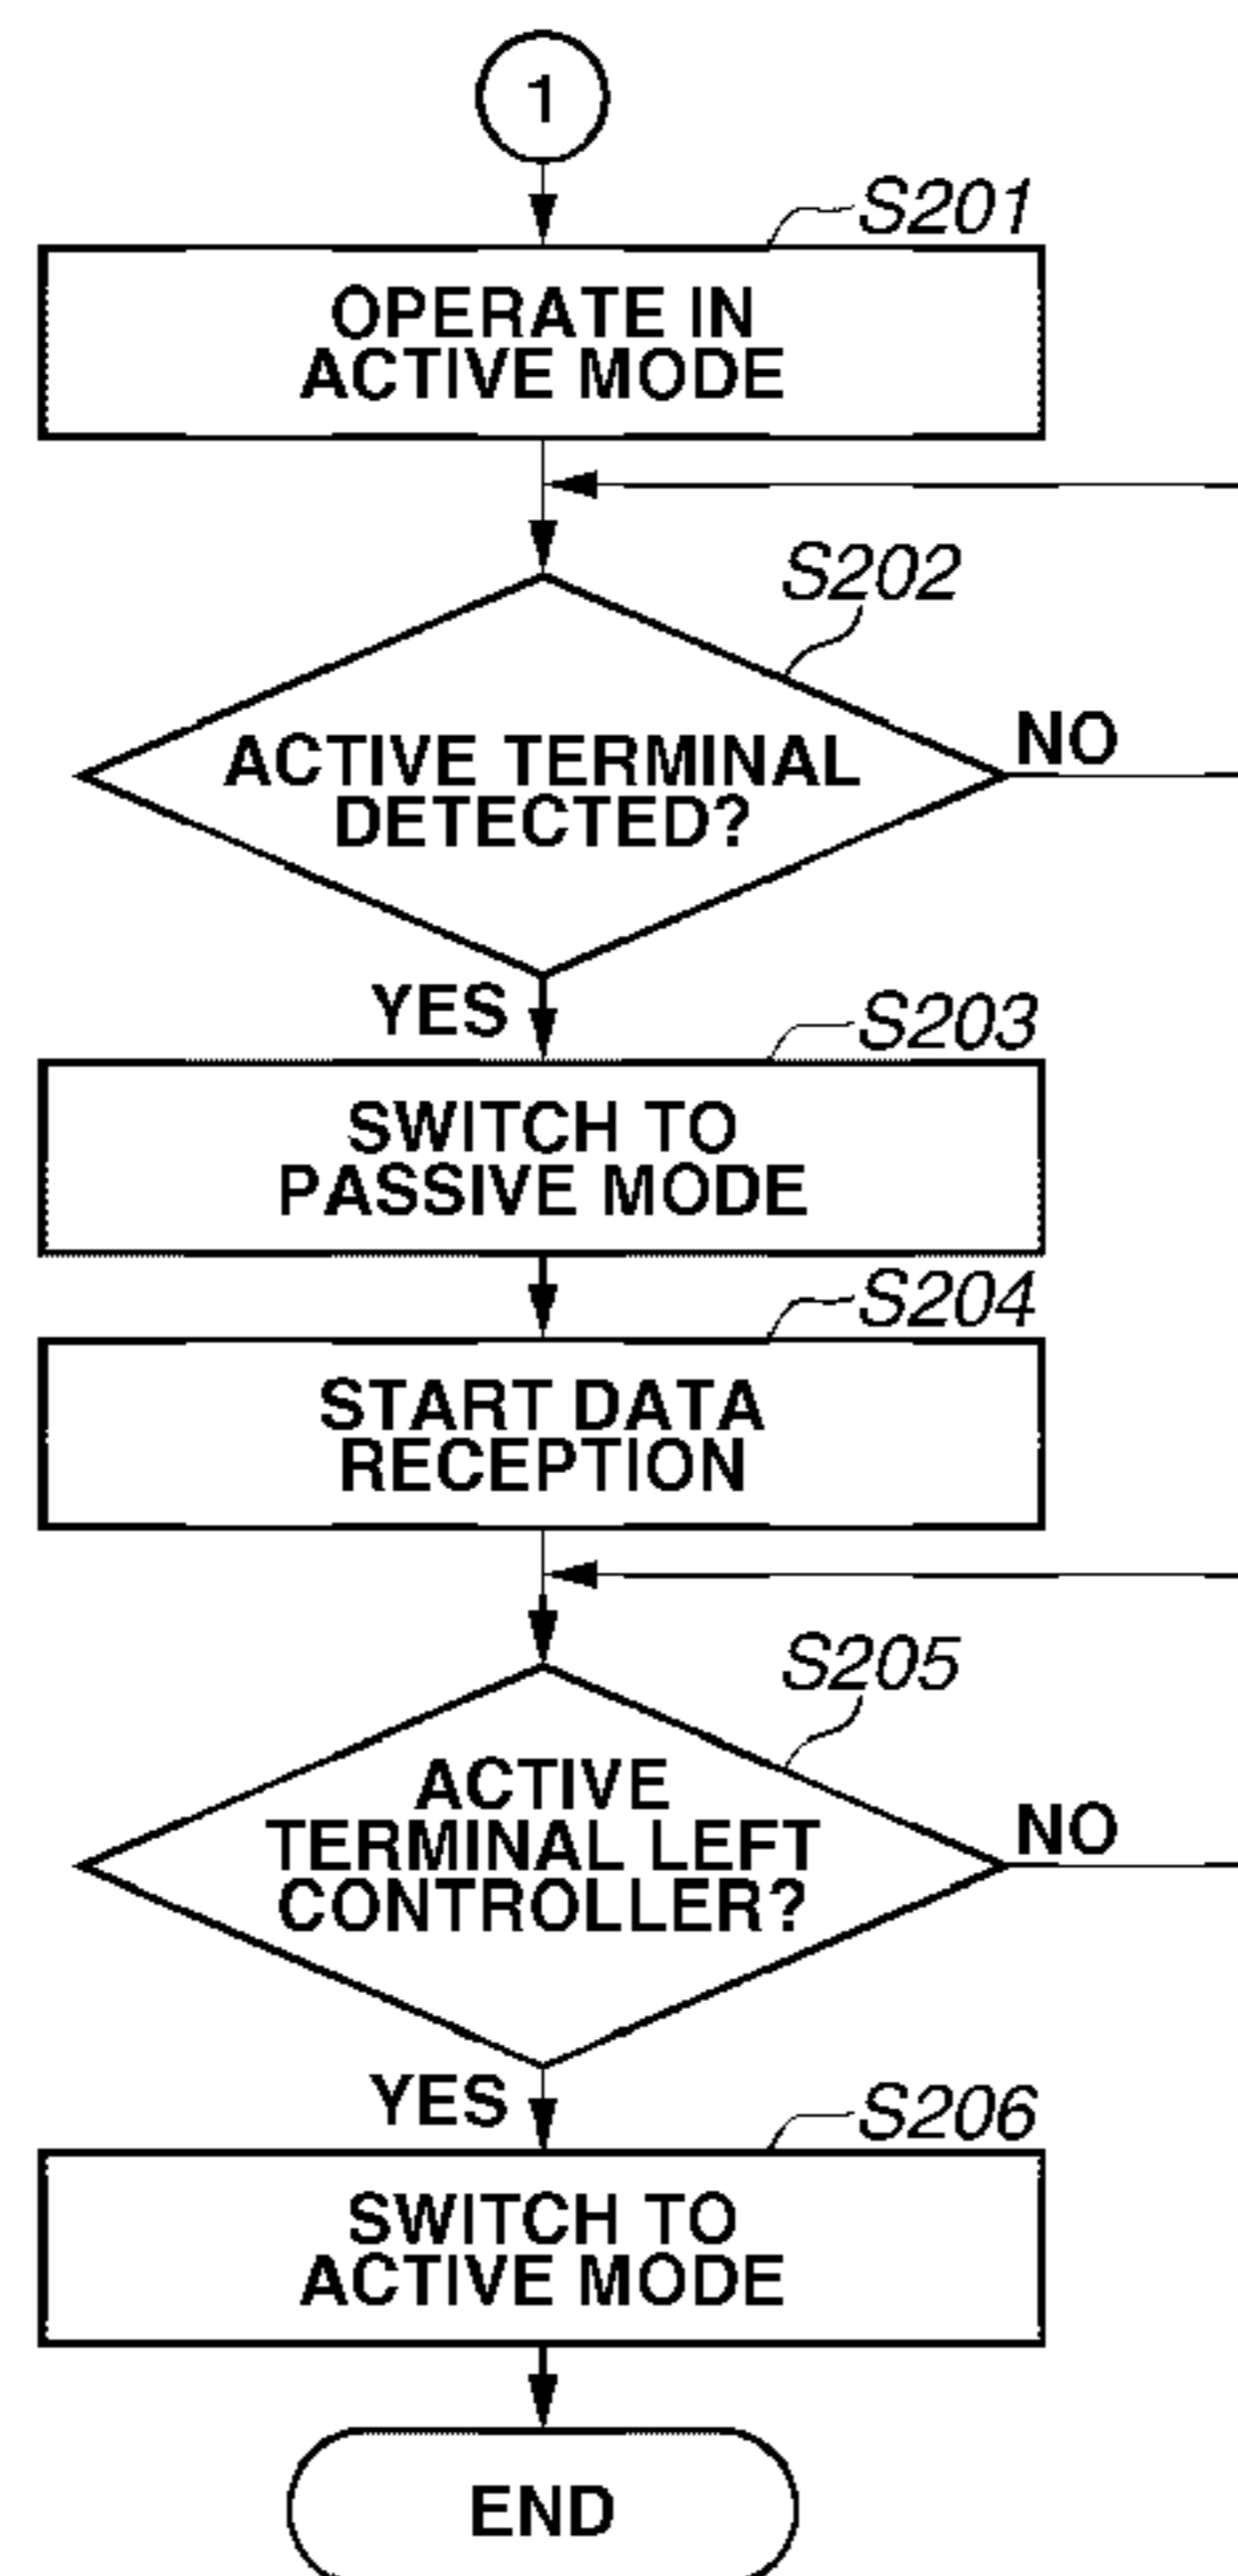 1
S201
OPERATE IN
ACTIVE MODE
S202
NO
ACTIVE TERMINAL
DETECTED?
YES
S203
SWITCH TO
PASSIVE MODE
S204
START DATA
RECEPTION
S205
ACTIVE
TERMINAL LEFT
CONTROLLER?
NO
YES
S206
SWITCH TO
ACTIVE MODE
END